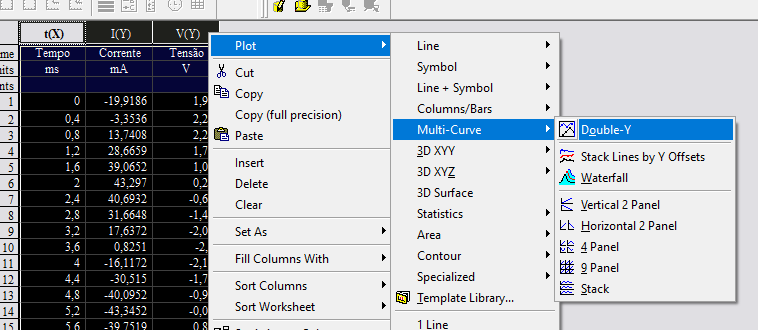 t(X) I(Y) V(Y)
Tempo Corrente Tensão
ms mA V
1 0 -19,9186 1,9
2 0,4 -3,3536 2,2
3 0,8 13,7408 2,2
4 1,2 28,6659 1,7
5 1,6 39,0652 1,0
6 2 43,297 0,2
7 2,4 40,6932 -0,6
8 2,8 31,6648 -1,4
9 3,2 17,6372 -2,0
10 3,6 0,8251 -2,
11 4 -16,1172 -2,1
12 4,4 -30,515 -1,7
13 4,8 -40,0952 -0,9
14 5,2 -43,3452 -0,0
15 5,6 -39,7519 0,8
Plot
Cut
Copy
Copy (full precision)
Paste
Insert
Delete
Clear
Set As
Fill Columns With
Sort Columns
Sort Worksheet
Line
Symbol
Line + Symbol
Columns/Bars
Multi-Curve
3D XYY
3D XYZ
3D Surface
Statistics
Area
Contour
Specialized
Template Library...
1 Line
Double-Y
Stack Lines by Y Offsets
Waterfall
Vertical 2 Panel
Horizontal 2 Panel
4 Panel
9 Panel
Stack